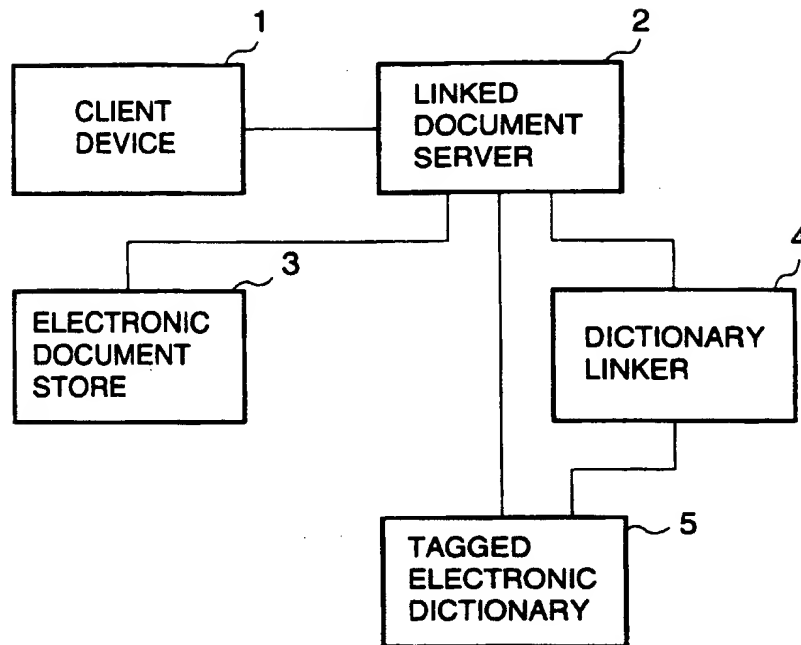 1
CLIENT
DEVICE
2
LINKED
DOCUMENT
SERVER
3
ELECTRONIC
DOCUMENT
STORE
4
DICTIONARY
LINKER
5
TAGGED
ELECTRONIC
DICTIONARY